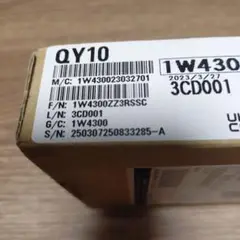 QY10
M/C: 1W430023032701
F/N: 1W4300ZZ3RSSC
L/N: 3CD001
G/C: 1W4300
S/N: 250307250833285-A
1W430
2023/3/27
3CD001